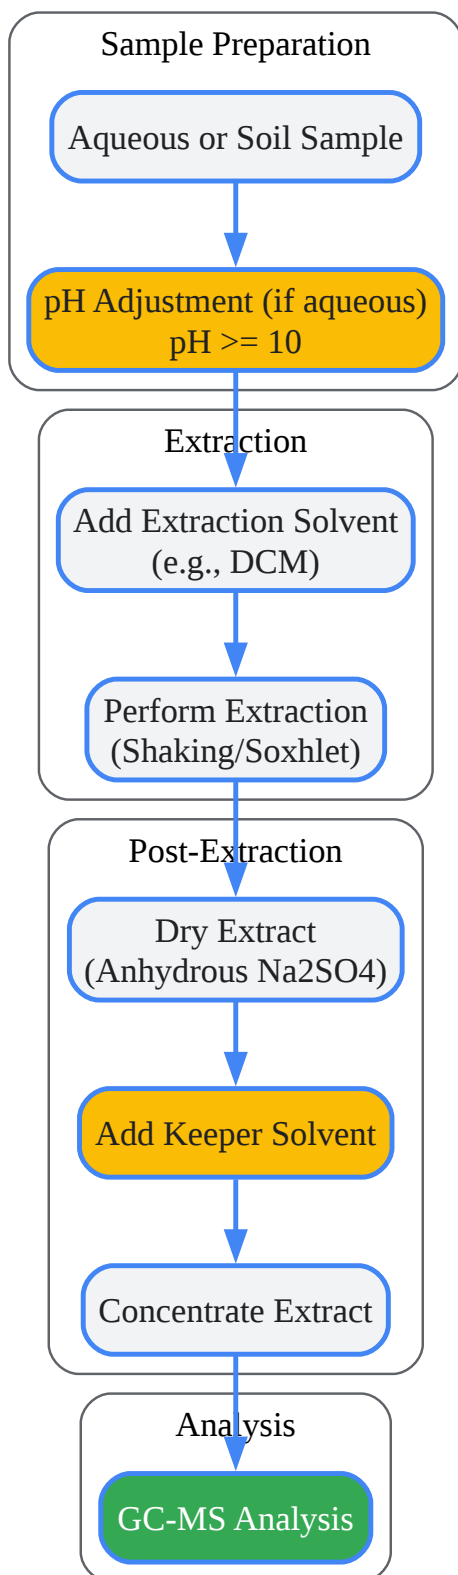 Sample Preparation
Aqueous or Soil Sample
pH Adjustment (if aqueous)
pH >= 10
Extraction
Add Extraction Solvent
(e.g., DCM)
Perform Extraction
(Shaking/Soxhlet)
Post-Extraction
Dry Extract
(Anhydrous Na2SO4)
Add Keeper Solvent
Concentrate Extract
Analysis
GC-MS Analysis